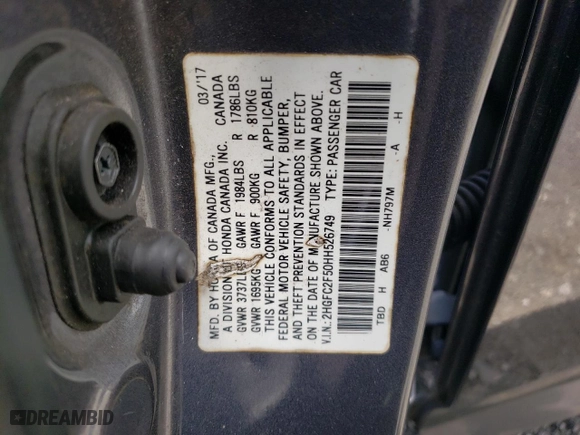 MFD. BY HONDA OF CANADA MFG., 03/'17
A DIVISION OF HONDA CANADA INC. CANADA
GVWR 3737LBS GAWR F 1984LBS R 1786LBS
GVWR 1695KG GAWR F 900KG R 810KG
THIS VEHICLE CONFORMS TO ALL APPLICABLE
FEDERAL MOTOR VEHICLE SAFETY, BUMPER,
AND THEFT PREVENTION STANDARDS IN EFFECT
ON THE DATE OF MANUFACTURE SHOWN ABOVE.
V.I.N.: 2HGFC2F50HH526749 TYPE: PASSENGER CAR
TBD H AB6 -NH797M - A -H
DREAMBID